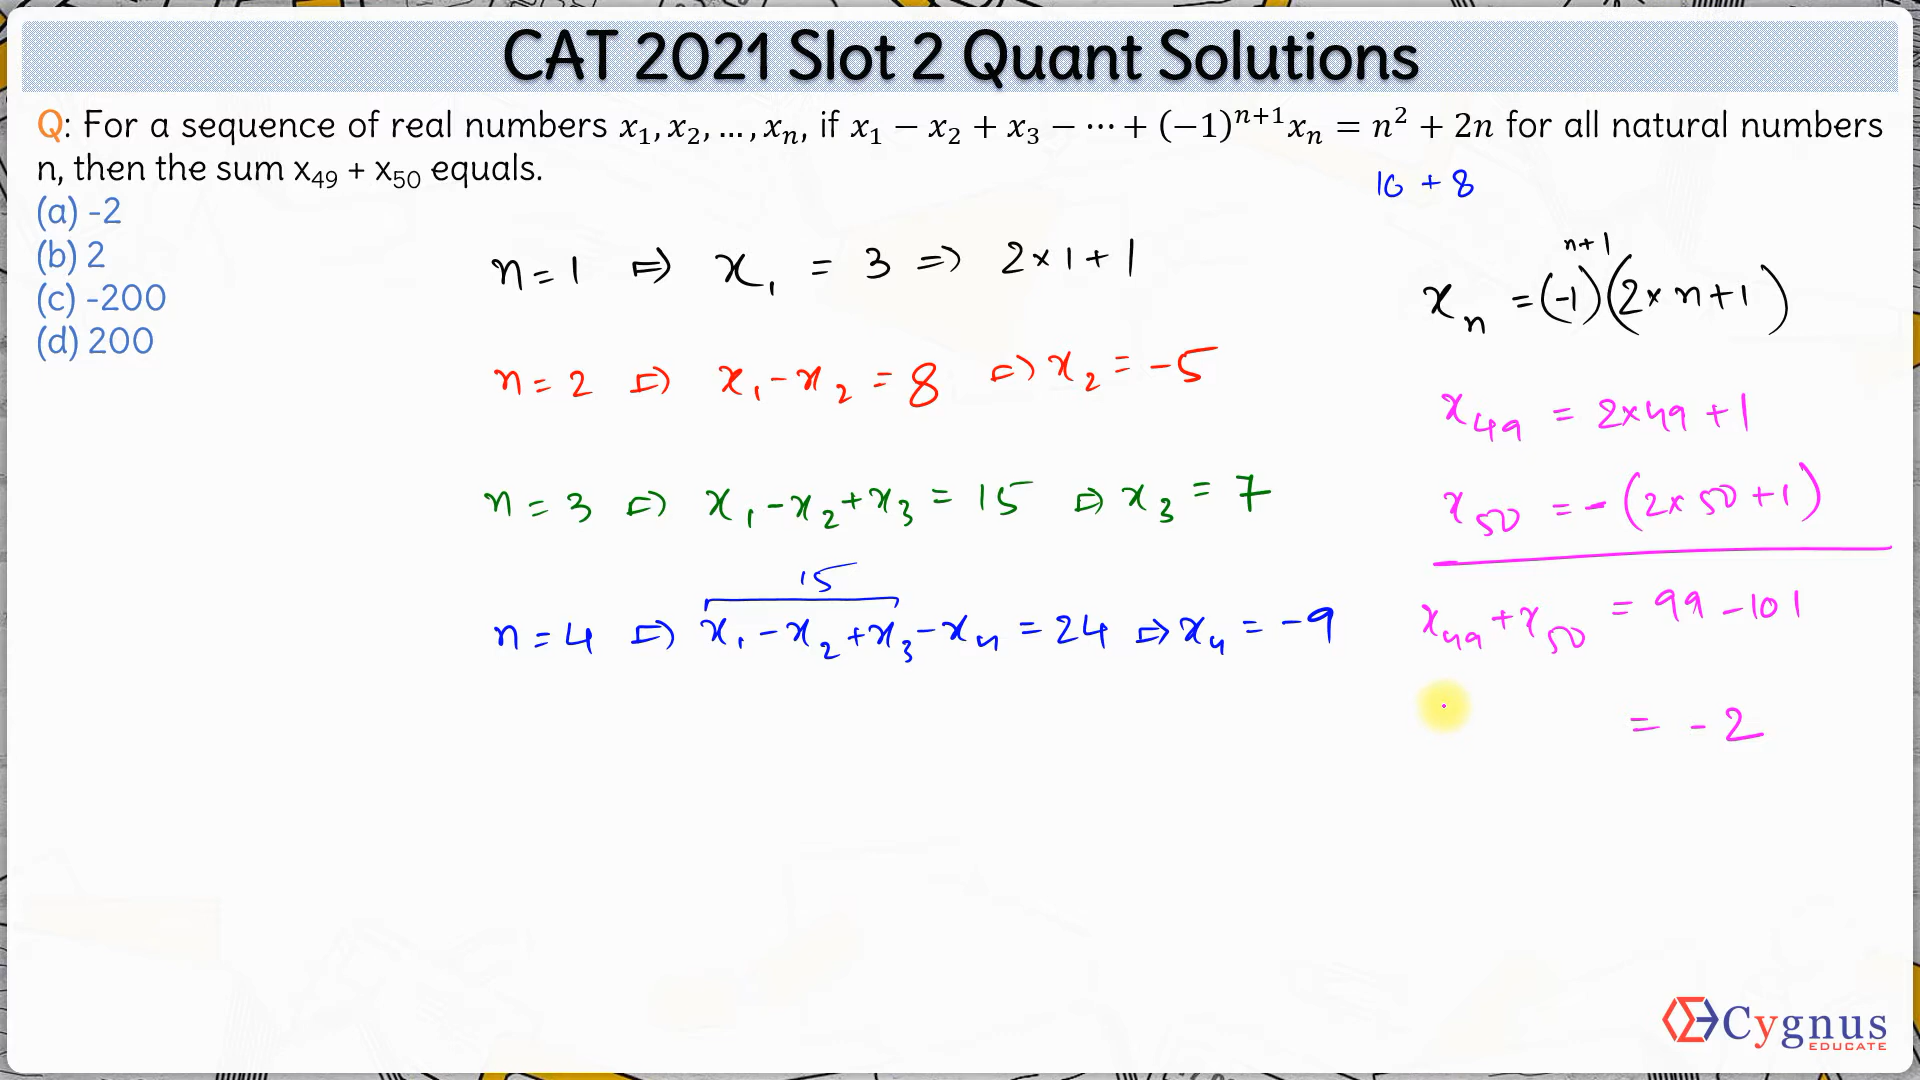 CAT 2021 Slot 2 Quant Solutions
Q: For a sequence of real numbers x₁, x₂, …, xₙ, if x₁ − x₂ + x₃ − ⋯ + (−1)ⁿ⁺¹xₙ = n² + 2n for all natural numbers
n, then the sum x₄₉ + x₅₀ equals.
16 + 8
(a) -2
(b) 2
(c) -200
(d) 200
n = 1 ⇒ x₁ = 3 ⇒ 2 × 1 + 1
n = 2 ⇒ x₁ - x₂ = 8 ⇒ x₂ = -5
n = 3 ⇒ x₁ - x₂ + x₃ = 15 ⇒ x₃ = 7
15
n = 4 ⇒ x₁ - x₂ + x₃ - x₄ = 24 ⇒ x₄ = -9
xₙ = (-1)ⁿ⁺¹(2 × n + 1)
x₄₉ = 2 × 49 + 1
x₅₀ = -(2 × 50 + 1)
x₄₉ + x₅₀ = 99 - 101
= -2
Cygnus
EDUCATE